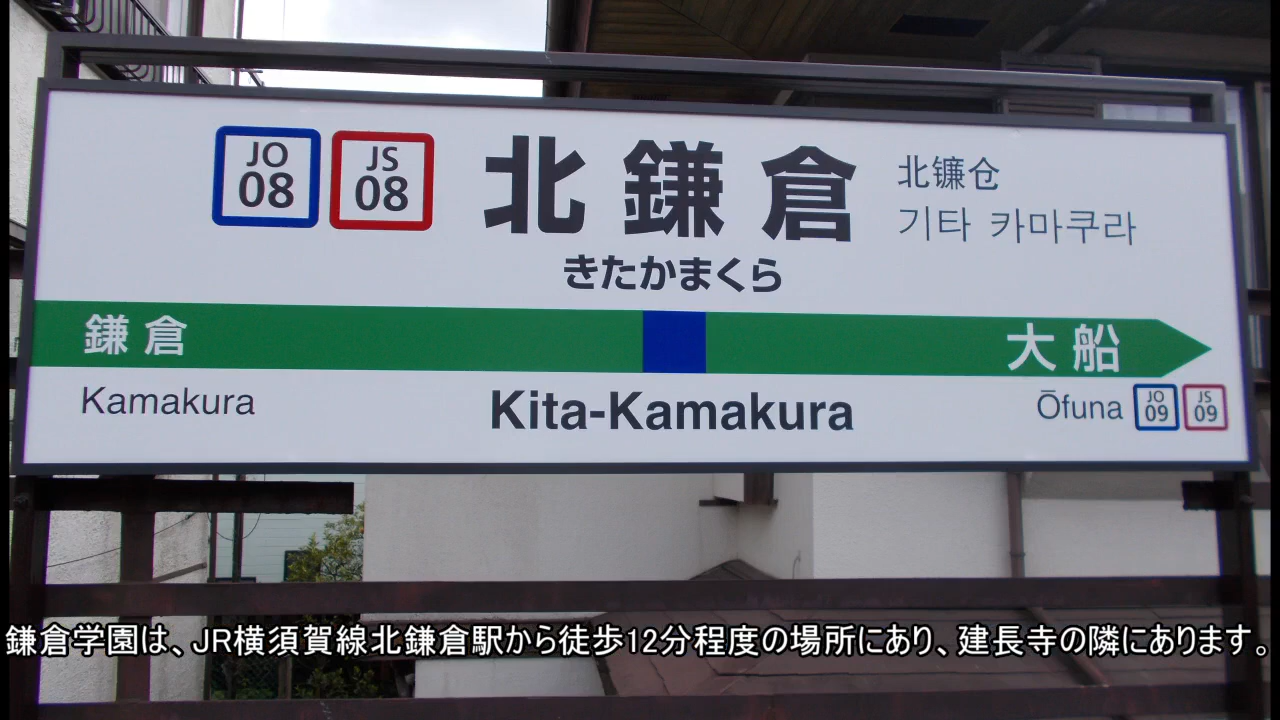 JO
08
JS
08
北鎌倉
北镰仓
기타 카마쿠라
きたかまくら
鎌倉
大船
Kamakura
Kita-Kamakura
Ōfuna
JO
09
JS
09
鎌倉学園は、JR横須賀線北鎌倉駅から徒歩12分程度の場所にあり、建長寺の隣にあります。